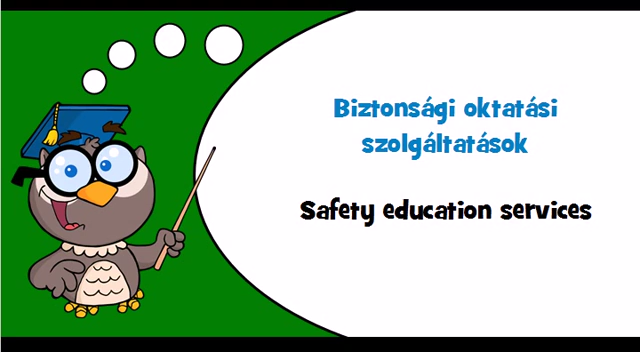 Biztonsági oktatási
szolgáltatások
Safety education services